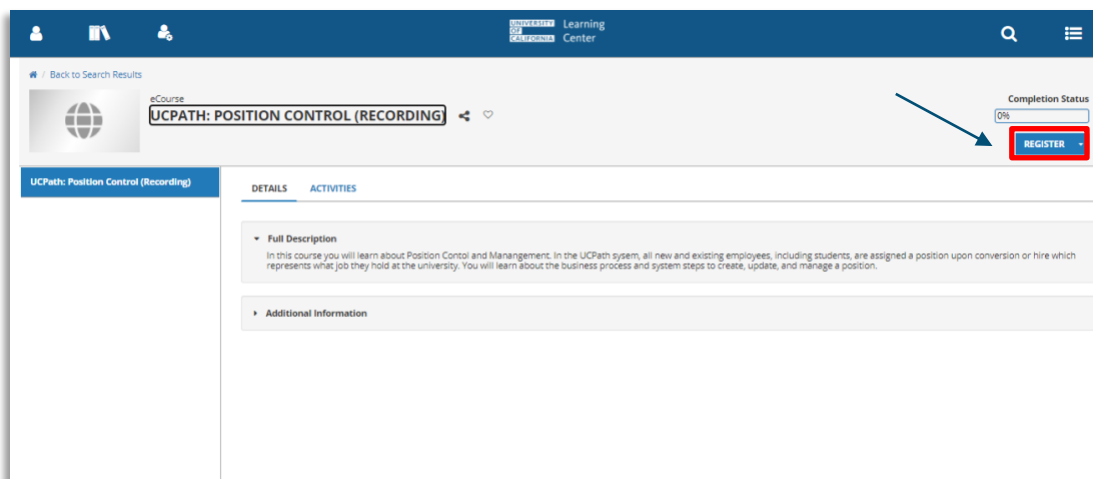 UNIVERSITY OF CALIFORNIA Learning Center
/ Back to Search Results
eCourse
UCPATH: POSITION CONTROL (RECORDING)
Completion Status
0%
REGISTER
UCPath: Position Control (Recording)
DETAILS ACTIVITIES
Full Description
In this course you will learn about Position Contol and Manangement. In the UCPath sysem, all new and existing employees, including students, are assigned a position upon conversion or hire which
represents what job they hold at the university. You will learn about the business process and system steps to create, update, and manage a position.
Additional Information